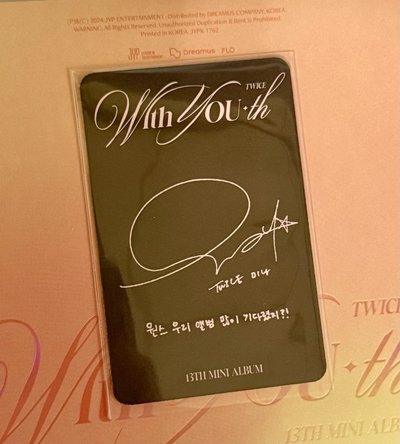 (P)&(C) 2024 JYP ENTERTAINMENT · Distributed by DREAMUS COMPANY, KOREA.
WARNING: All Rights Reserved. Unauthorized Duplication & Rent Is Prohibited.
Printed in KOREA. JYPK 1762
JYP Dreamus FLO
TWICE
With YOU-th
TWICE 미나
원스 우리 앨범 많이 기다렸지?!
13TH MINI ALBUM
TWICE
With YOU-th
13TH MINI ALBUM